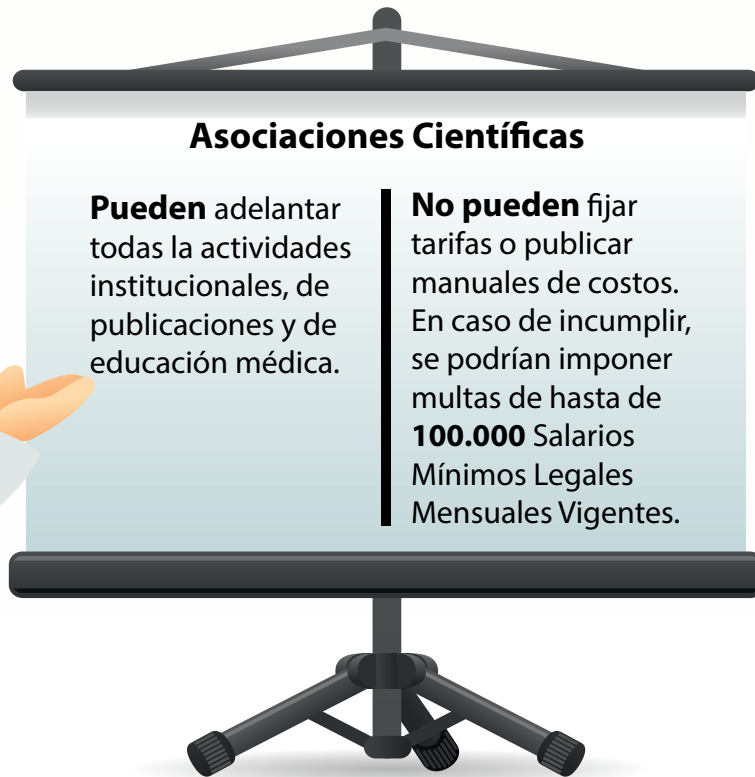 Asociaciones Científicas
Pueden adelantar
todas la actividades
institucionales, de
publicaciones y de
educación médica.
No pueden fijar
tarifas o publicar
manuales de costos.
En caso de incumplir,
se podrían imponer
multas de hasta de
100.000 Salarios
Mínimos Legales
Mensuales Vigentes.